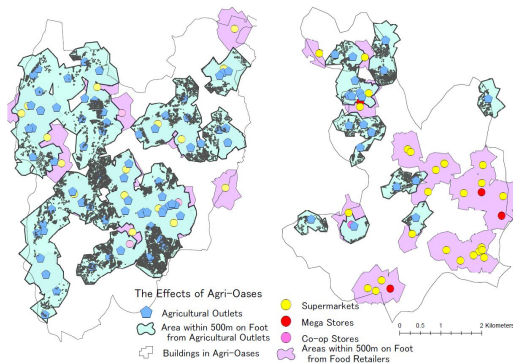 The Effects of Agri-Oases
Agricultural Outlets
Area within 500m on Foot
from Agricultural Outlets
Buildings in Agri-Oases
Supermarkets
Mega Stores
Co-op Stores
Areas within 500m on Foot
from Food Retailers
0 0.5 1 2 Kilometers